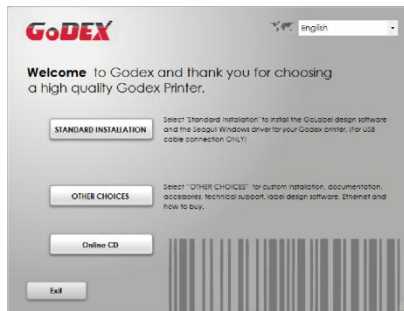 GoDEX
English
Welcome to Godex and thank you for choosing
a high quality Godex Printer.
STANDARD INSTALLATION
Select 'Standard Installation' to install the GoLabel design software
and the Seagull Windows driver for your Godex printer. (for USB
cable connection ONLY)
OTHER CHOICES
Select "OTHER CHOICES" for custom installation, documentation,
accessories, technical support, label design software, Ethernet and
how to buy.
Online CD
Exit